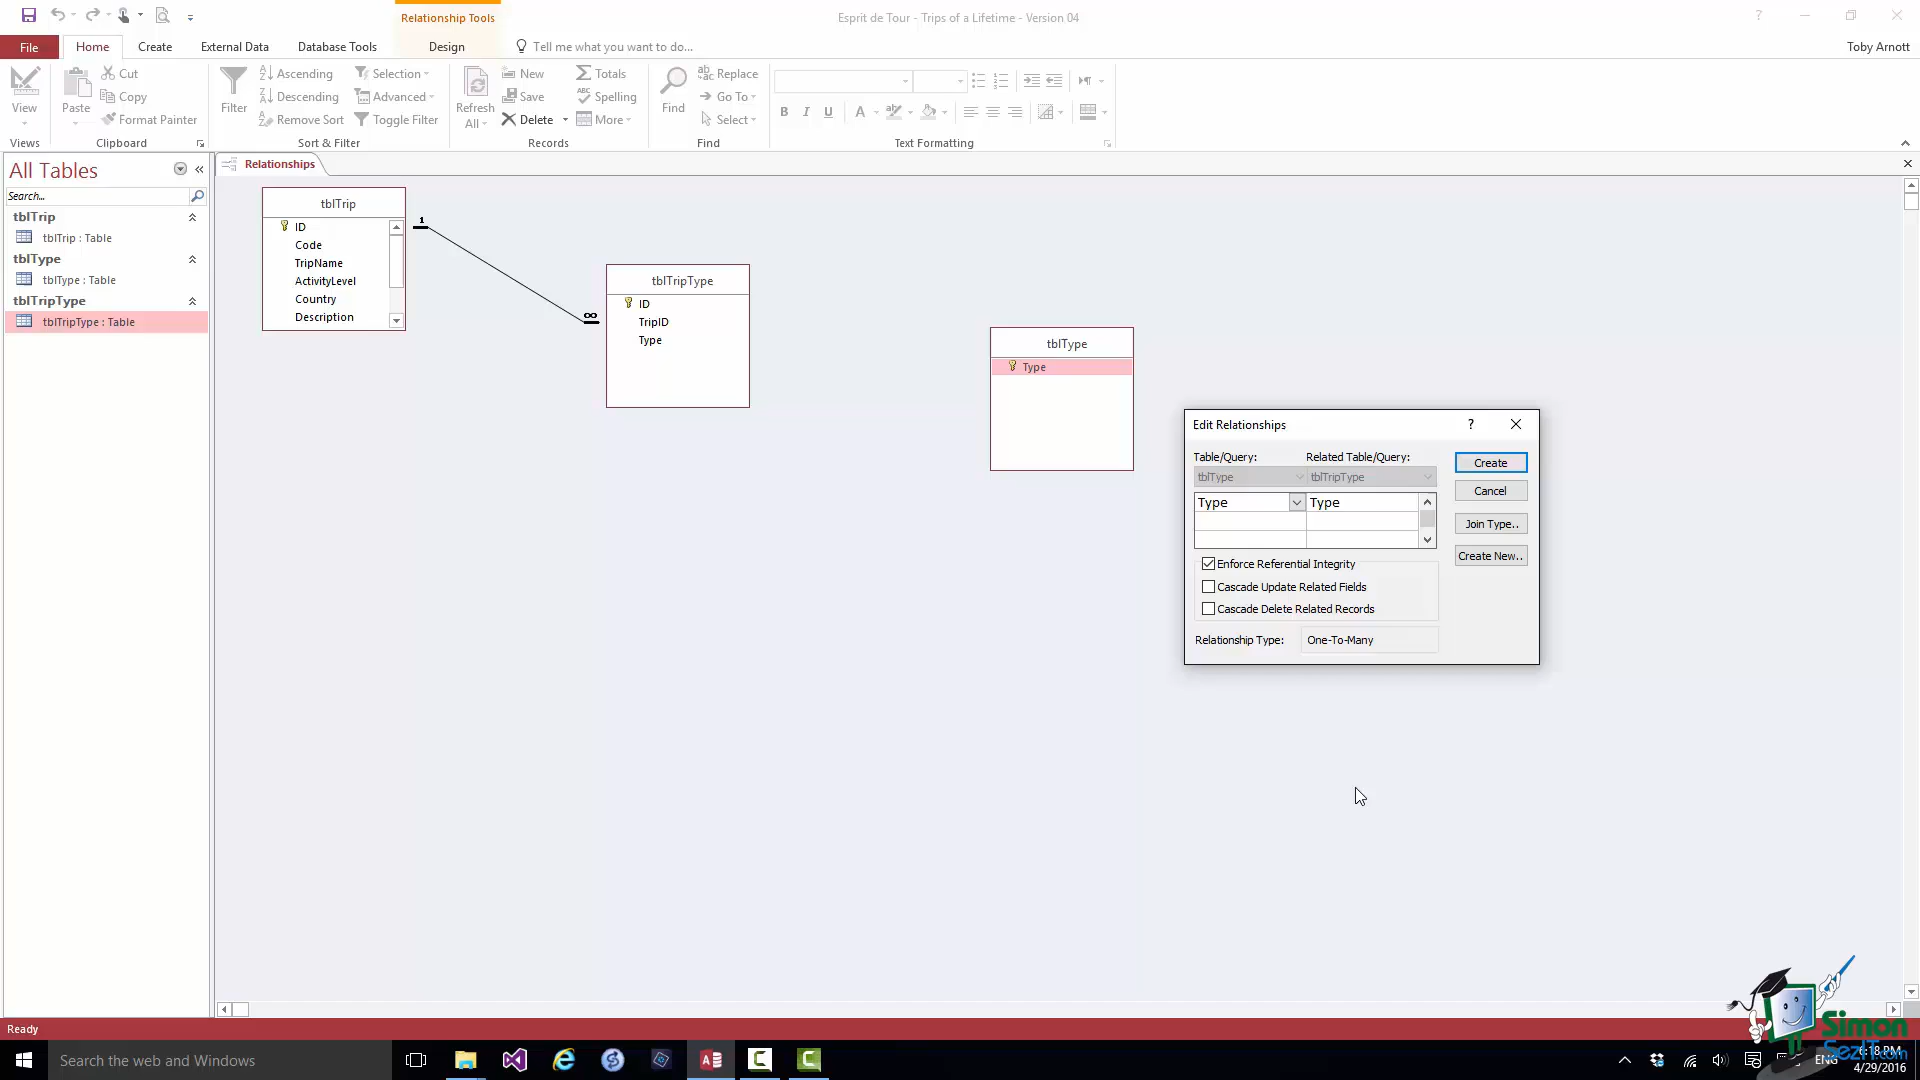 Relationship Tools
Esprit de Tour - Trips of a Lifetime - Version 04
File Home Create External Data Database Tools Design Tell me what you want to do... Toby Arnott
View
Views
Paste
Cut
Copy
Format Painter
Clipboard
Filter
Ascending
Descending
Remove Sort
Selection
Advanced
Toggle Filter
Sort & Filter
Refresh
All
New
Save
Delete
Totals
Spelling
More
Records
Find
Replace
Go To
Select
Find
B I U A
Text Formatting
All Tables
Search...
tblTrip
tblTrip : Table
tblType
tblType : Table
tblTripType
tblTripType : Table
Relationships
tblTrip
ID
Code
TripName
ActivityLevel
Country
Description
1
∞
tblTripType
ID
TripID
Type
tblType
Type
Edit Relationships
Table/Query: Related Table/Query:
tblType tblTripType
Type Type
Enforce Referential Integrity
Cascade Update Related Fields
Cascade Delete Related Records
Relationship Type: One-To-Many
Create
Cancel
Join Type..
Create New..
Ready
Simon
SezIT.com
Search the web and Windows
ENG
6:18 PM
4/29/2016